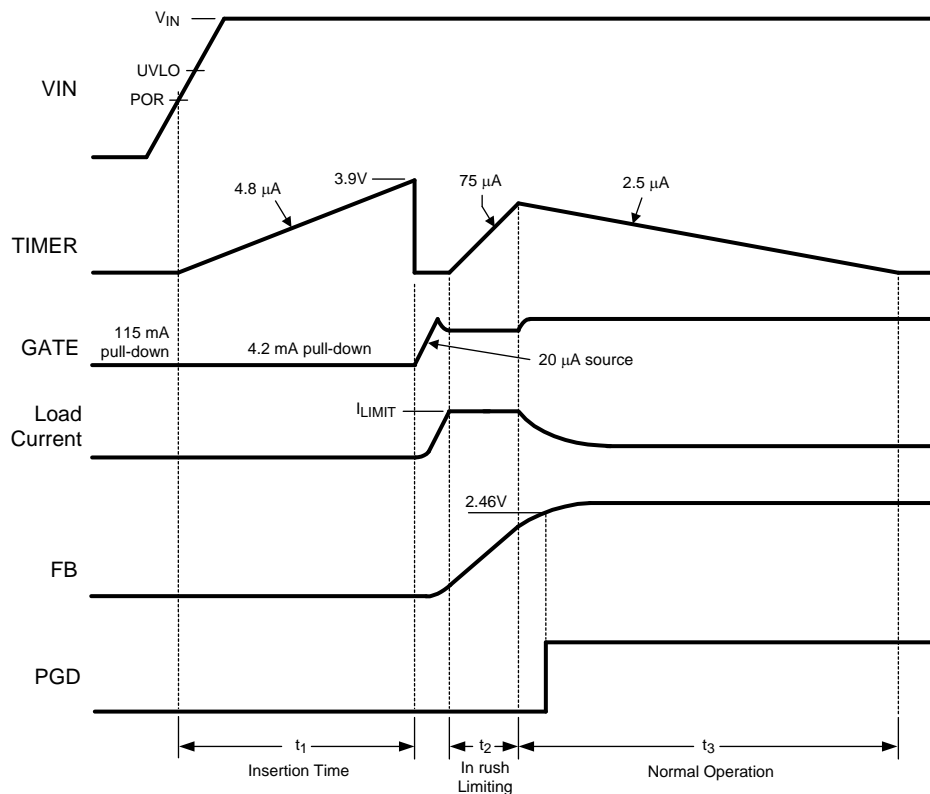 VIN
UVLO
VIN
POR
3.9V
75 μA
2.5 μA
4.8 μA
TIMER
115 mA
pull-down
GATE
4.2 mA pull-down
20 μA source
Load
Current
ILIMIT
2.46V
FB
PGD
t1
t2
t3
Insertion Time
In rush
Limiting
Normal Operation